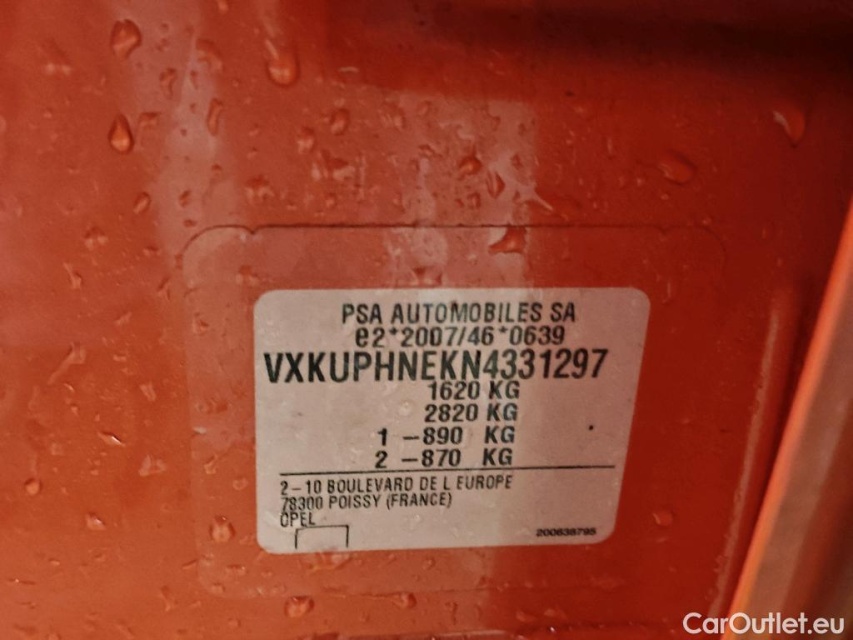 PSA AUTOMOBILES SA
e2*2007/46*0639
VXKUPHNEKN4331297
1620 KG
2820 KG
1 -890 KG
2 -870 KG
2-10 BOULEVARD DE L EUROPE
78300 POISSY (FRANCE)
OPEL
200638795
CarOutlet.eu